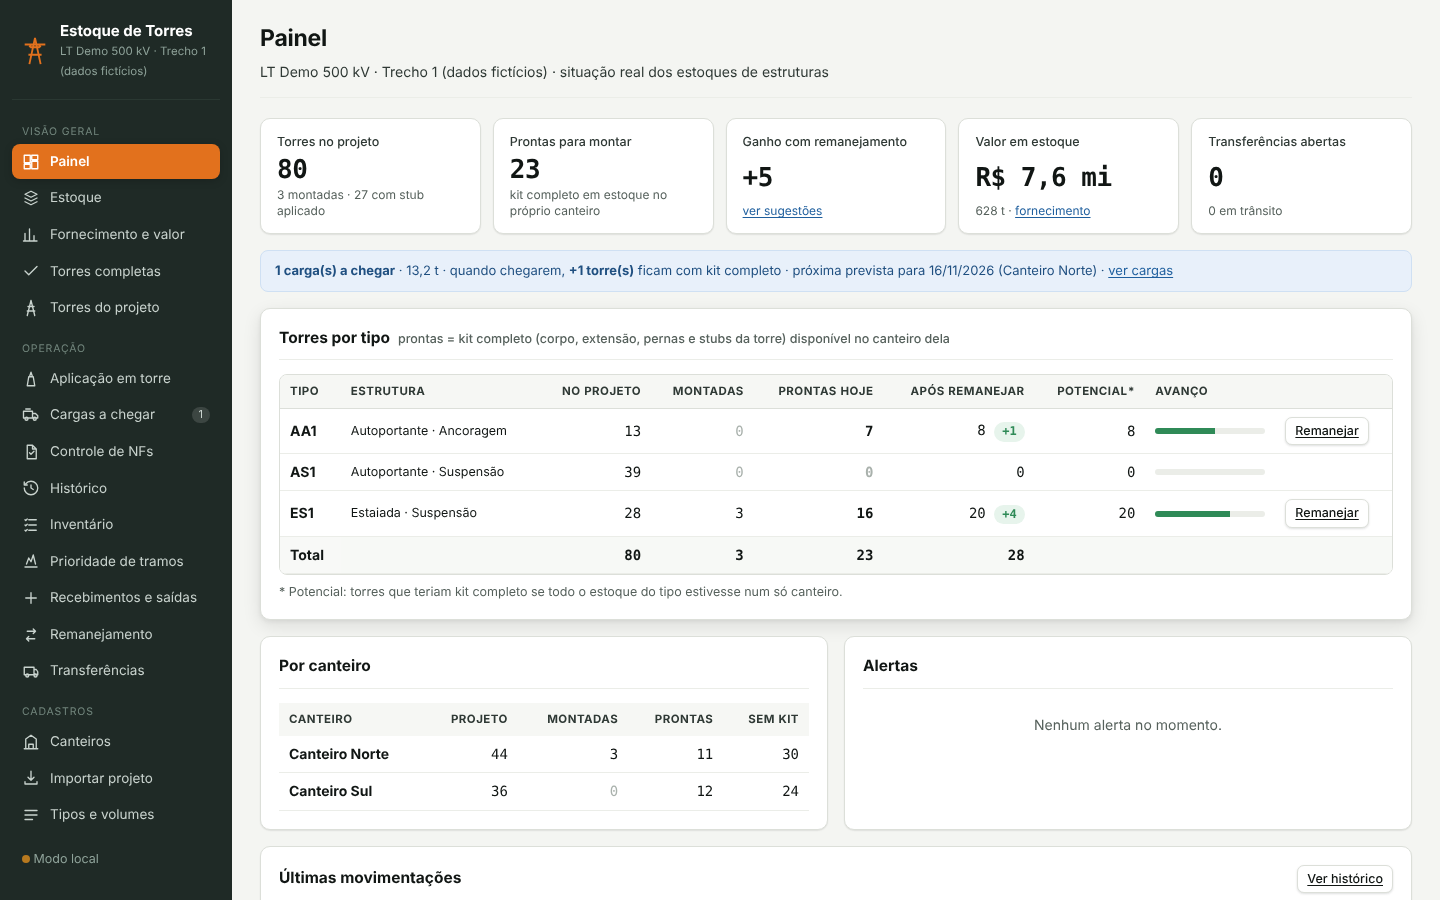 Estoque de Torres
LT Demo 500 kV · Trecho 1
(dados fictícios)
VISÃO GERAL
Painel
Estoque
Fornecimento e valor
Torres completas
Torres do projeto
OPERAÇÃO
Aplicação em torre
Cargas a chegar 1
Controle de NFs
Histórico
Inventário
Prioridade de tramos
Recebimentos e saídas
Remanejamento
Transferências
CADASTROS
Canteiros
Importar projeto
Tipos e volumes
Modo local
Painel
LT Demo 500 kV · Trecho 1 (dados fictícios) · situação real dos estoques de estruturas
Torres no projeto
80
3 montadas · 27 com stub
aplicado
Prontas para montar
23
kit completo em estoque no
próprio canteiro
Ganho com remanejamento
+5
ver sugestões
Valor em estoque
R$ 7,6 mi
628 t · fornecimento
Transferências abertas
0
0 em trânsito
1 carga(s) a chegar · 13,2 t · quando chegarem, +1 torre(s) ficam com kit completo · próxima prevista para 16/11/2026 (Canteiro Norte) · ver cargas
Torres por tipo prontas = kit completo (corpo, extensão, pernas e stubs da torre) disponível no canteiro dela
TIPO ESTRUTURA NO PROJETO MONTADAS PRONTAS HOJE APÓS REMANEJAR POTENCIAL* AVANÇO
AA1 Autoportante · Ancoragem 13 0 7 8 +1 8 Remanejar
AS1 Autoportante · Suspensão 39 0 0 0 0
ES1 Estaiada · Suspensão 28 3 16 20 +4 20 Remanejar
Total 80 3 23 28
* Potencial: torres que teriam kit completo se todo o estoque do tipo estivesse num só canteiro.
Por canteiro
CANTEIRO PROJETO MONTADAS PRONTAS SEM KIT
Canteiro Norte 44 3 11 30
Canteiro Sul 36 0 12 24
Alertas
Nenhum alerta no momento.
Últimas movimentações
Ver histórico